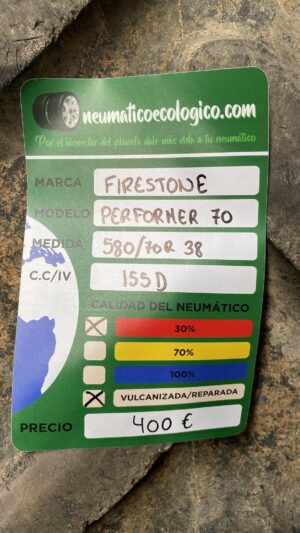 neumaticoecologico.com
Por el bienestar del planeta dale más vida a tu neumático
MARCA FIRESTONE
MODELO PERFORMER 70
MEDIDA 580/70R 38
C.C/IV 155D
CALIDAD DEL NEUMÁTICO
30%
70%
100%
VULCANIZADA/REPARADA
PRECIO 400 €